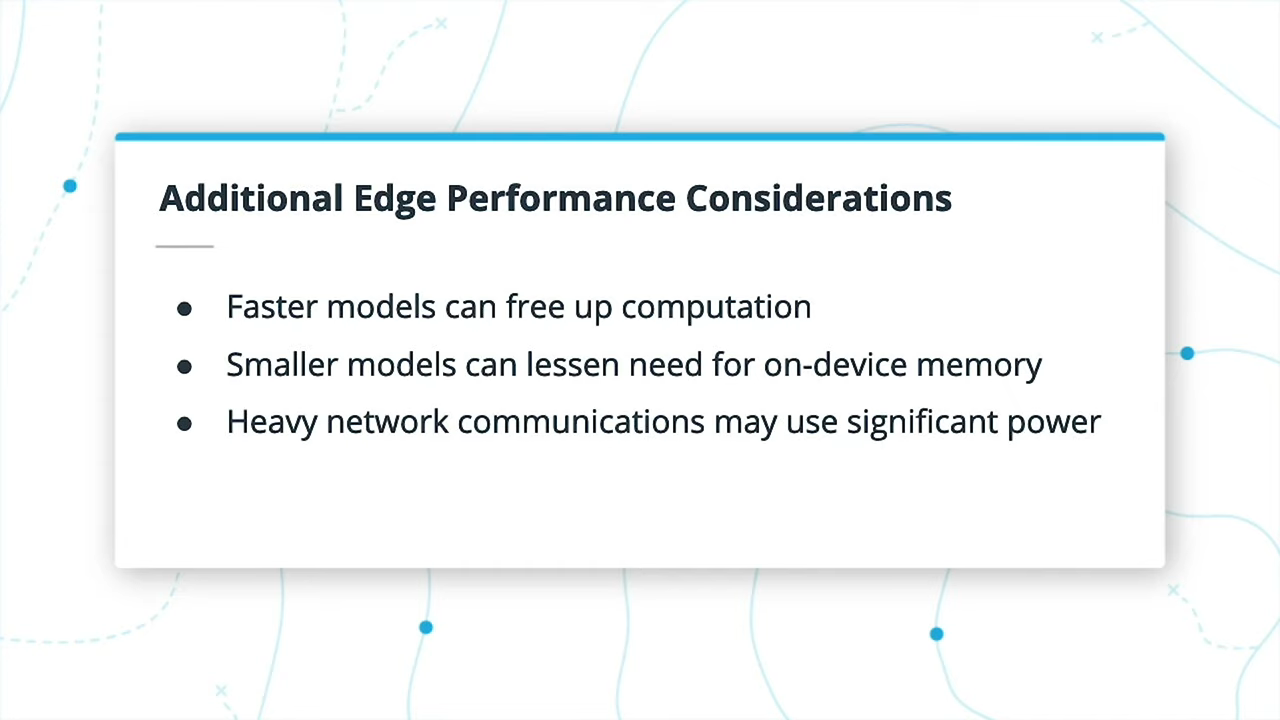 Additional Edge Performance Considerations
● Faster models can free up computation
● Smaller models can lessen need for on-device memory
● Heavy network communications may use significant power